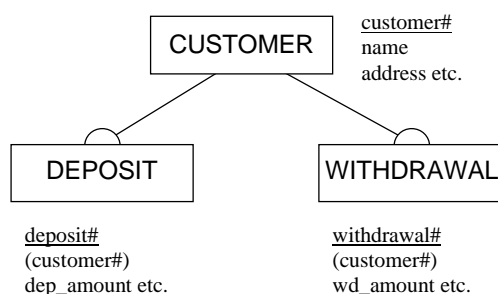 CUSTOMER
customer#
name
address etc.
DEPOSIT
WITHDRAWAL
deposit#
(customer#)
dep_amount etc.
withdrawal#
(customer#)
wd_amount etc.